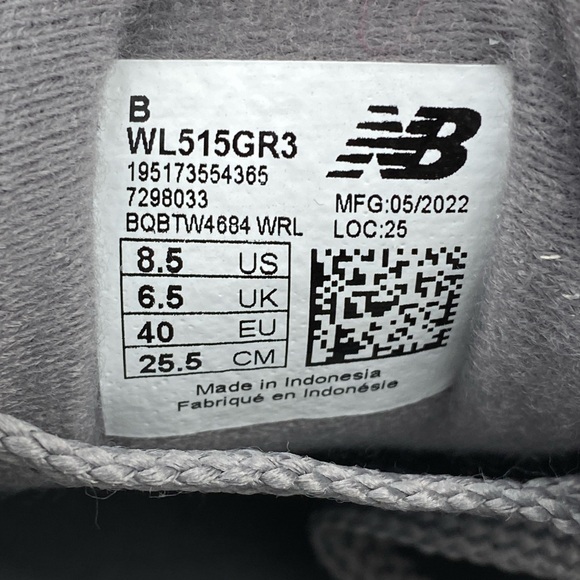 B
WL515GR3
195173554365
7298033
BQBTW4684 WRL
NB
MFG:05/2022
LOC:25
8.5 US
6.5 UK
40 EU
25.5 CM
Made in Indonesia
Fabriqué en Indonésie